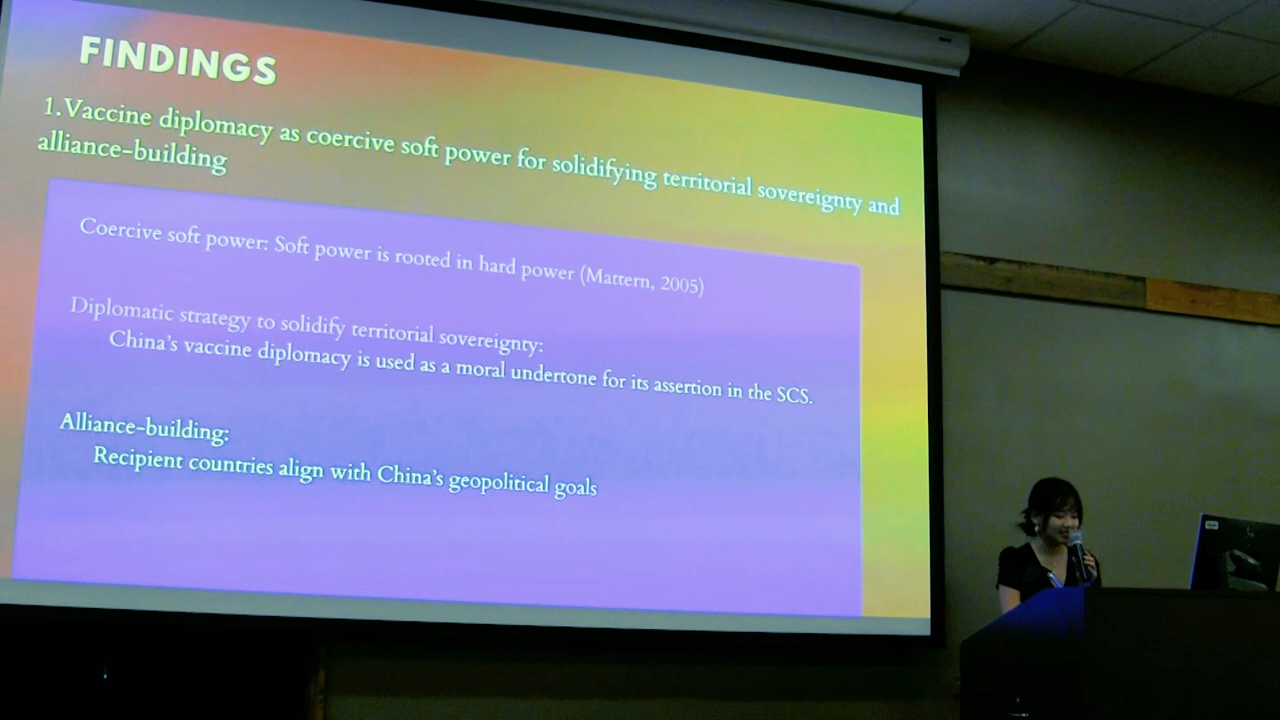 FINDINGS
1.Vaccine diplomacy as coercive soft power for solidifying territorial sovereignty and
alliance-building
Coercive soft power: Soft power is rooted in hard power (Mattern, 2005)
Diplomatic strategy to solidify territorial sovereignty:
China's vaccine diplomacy is used as a moral undertone for its assertion in the SCS.
Alliance-building:
Recipient countries align with China's geopolitical goals